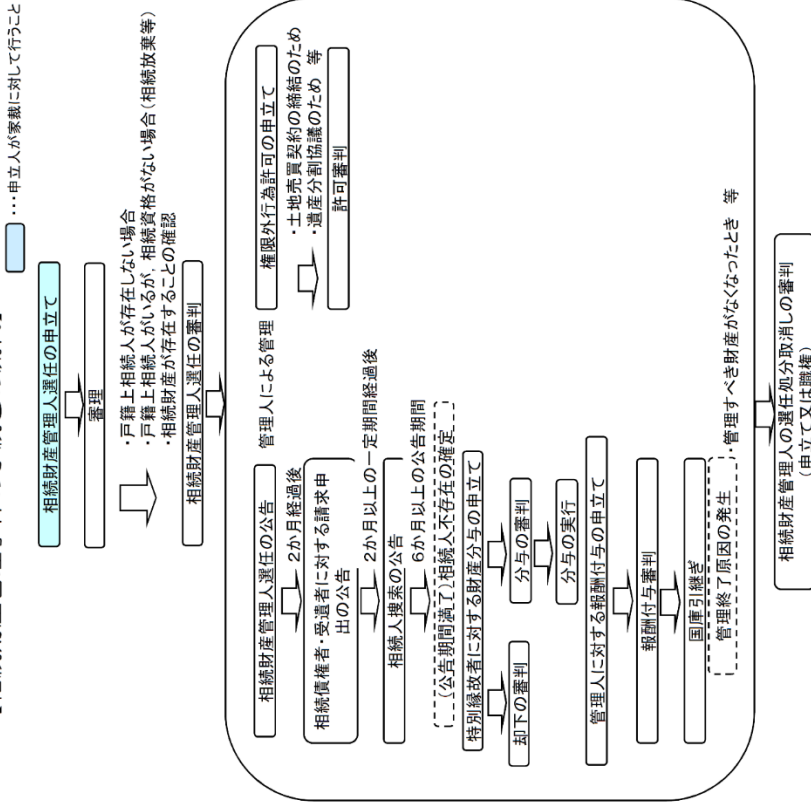 ・・・申立人が家裁に対して行うこと
相続財産管理人選任の申立て
審理
・戸籍上相続人が存在しない場合
・戸籍上相続人がいるが，相続資格がない場合(相続放棄等)
・相続財産が存在することの確認
相続財産管理人選任の審判
管理人による管理
相続財産管理人選任の公告
2か月経過後
相続債権者・受遺者に対する請求申
出の公告
2か月以上の一定期間経過後
相続人捜索の公告
6か月以上の公告期間
(公告期間満了)相続人不存在の確定
特別縁故者に対する財産分与の申立て
却下の審判
分与の審判
分与の実行
管理人に対する報酬付与の申立て
報酬付与審判
国庫引継ぎ
管理終了原因の発生
・管理すべき財産がなくなったとき　等
権限外行為許可の申立て
・土地売買契約の締結のため
・遺産分割協議のため　等
許可審判
相続財産管理人の選任処分取消しの審判
(申立て又は職権)